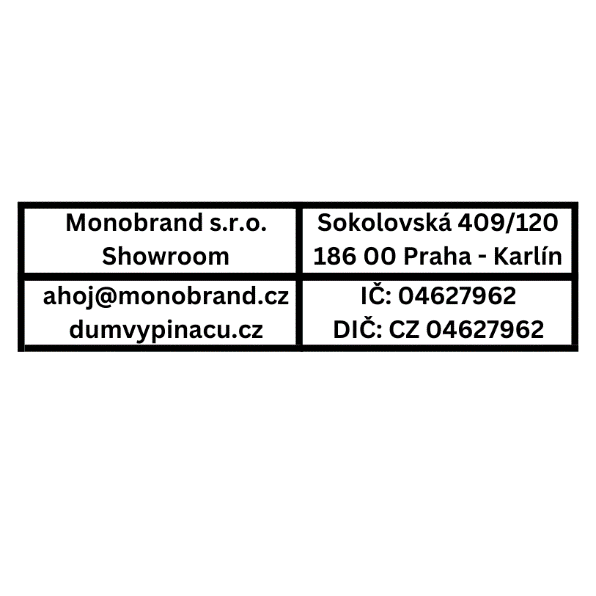 Monobrand s.r.o.
Showroom
Sokolovská 409/120
186 00 Praha - Karlín
ahoj@monobrand.cz
dumvypinacu.cz
IČ: 04627962
DIČ: CZ 04627962